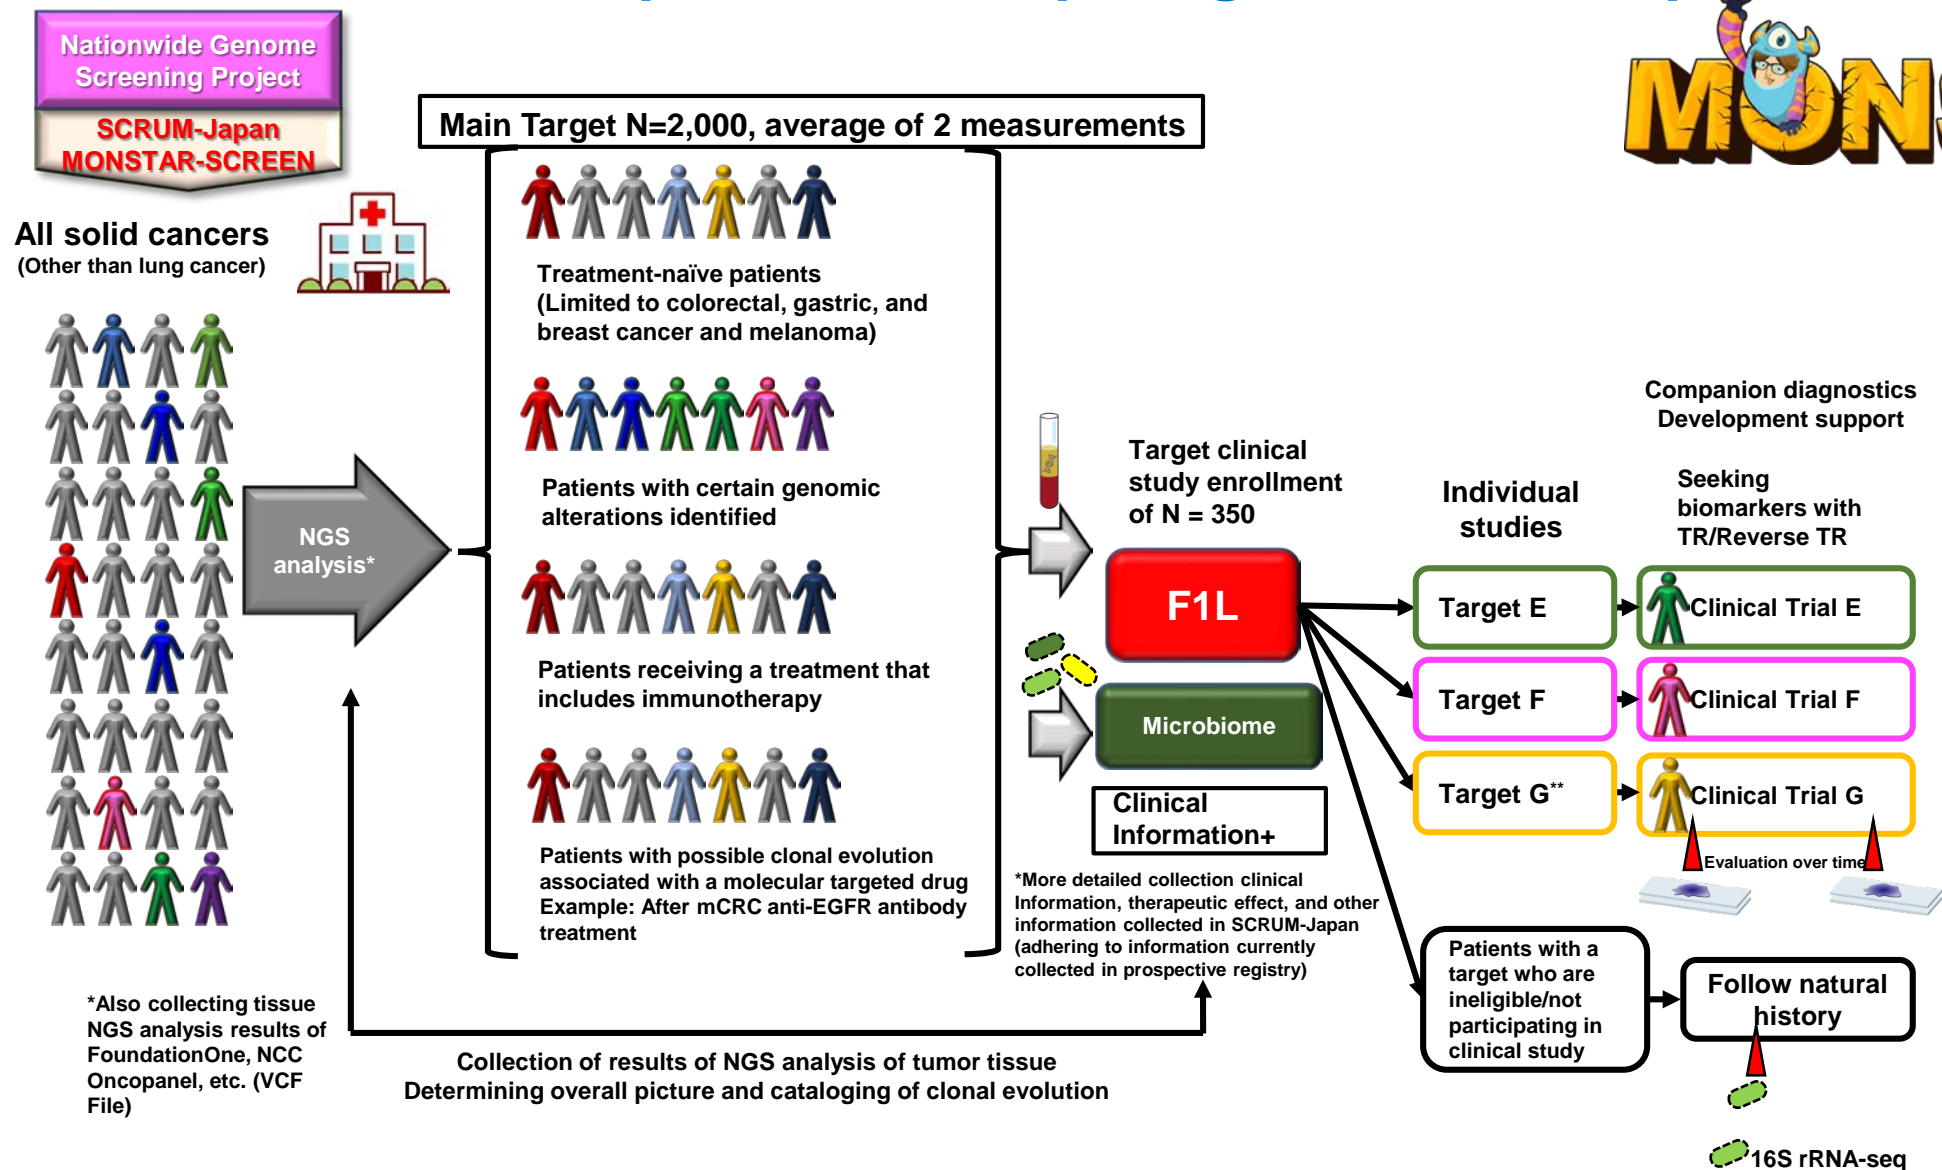 Nationwide Genome
Screening Project
SCRUM-Japan
MONSTAR-SCREEN
All solid cancers
(Other than lung cancer)
Main Target N=2,000, average of 2 measurements
Treatment-naïve patients
(Limited to colorectal, gastric, and
breast cancer and melanoma)
Patients with certain genomic
alterations identified
Patients receiving a treatment that
includes immunotherapy
Patients with possible clonal evolution
associated with a molecular targeted drug
Example: After mCRC anti-EGFR antibody
treatment
NGS
analysis*
*Also collecting tissue
NGS analysis results of
FoundationOne, NCC
Oncopanel, etc. (VCF
File)
Collection of results of NGS analysis of tumor tissue
Determining overall picture and cataloging of clonal evolution
Target clinical
study enrollment
of N = 350
F1L
Microbiome
Clinical
Information+
*More detailed collection clinical
Information, therapeutic effect, and other
information collected in SCRUM-Japan
(adhering to information currently
collected in prospective registry)
Individual
studies
Target E
Target F
Target G**
Patients with a
target who are
ineligible/not
participating in
clinical study
Companion diagnostics
Development support
Seeking
biomarkers with
TR/Reverse TR
Clinical Trial E
Clinical Trial F
Clinical Trial G
Evaluation over time
Follow natural
history
16S rRNA-seq